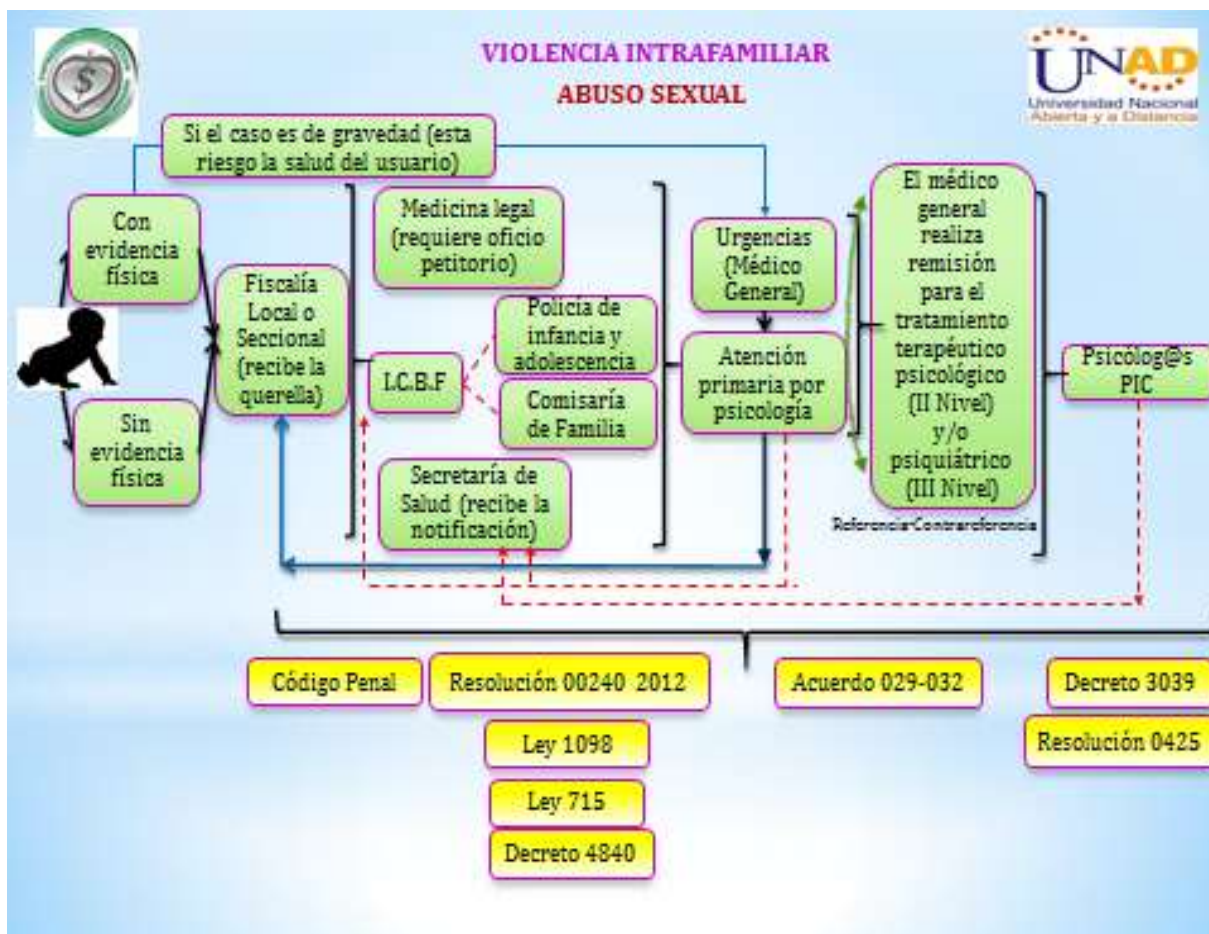 VIOLENCIA INTRAFAMILIAR
ABUSO SEXUAL
$
UNAD
Universidad Nacional
Abierta y a Distancia
Si el caso es de gravedad (esta
riesgo la salud del usuario)
Con
evidencia
física
Sin
evidencia
física
Fiscalía
Local o
Seccional
(recibe la
querella)
Medicina legal
(requiere oficio
petitorio)
I.C.B.F
Policía de
infancia y
adolescencia
Comisaría
de Familia
Secretaría de
Salud (recibe la
notificación)
Urgencias
(Médico
General)
Atención
primaria por
psicología
El médico
general
realiza
remisión
para el
tratamiento
terapéutico
psicológico
(II Nivel)
y/o
psiquiátrico
(III Nivel)
Referencia-Contrareferencia
Psicólog@s
PIC
Código Penal
Resolución 00240 2012
Ley 1098
Ley 715
Decreto 4840
Acuerdo 029-032
Decreto 3039
Resolución 0425